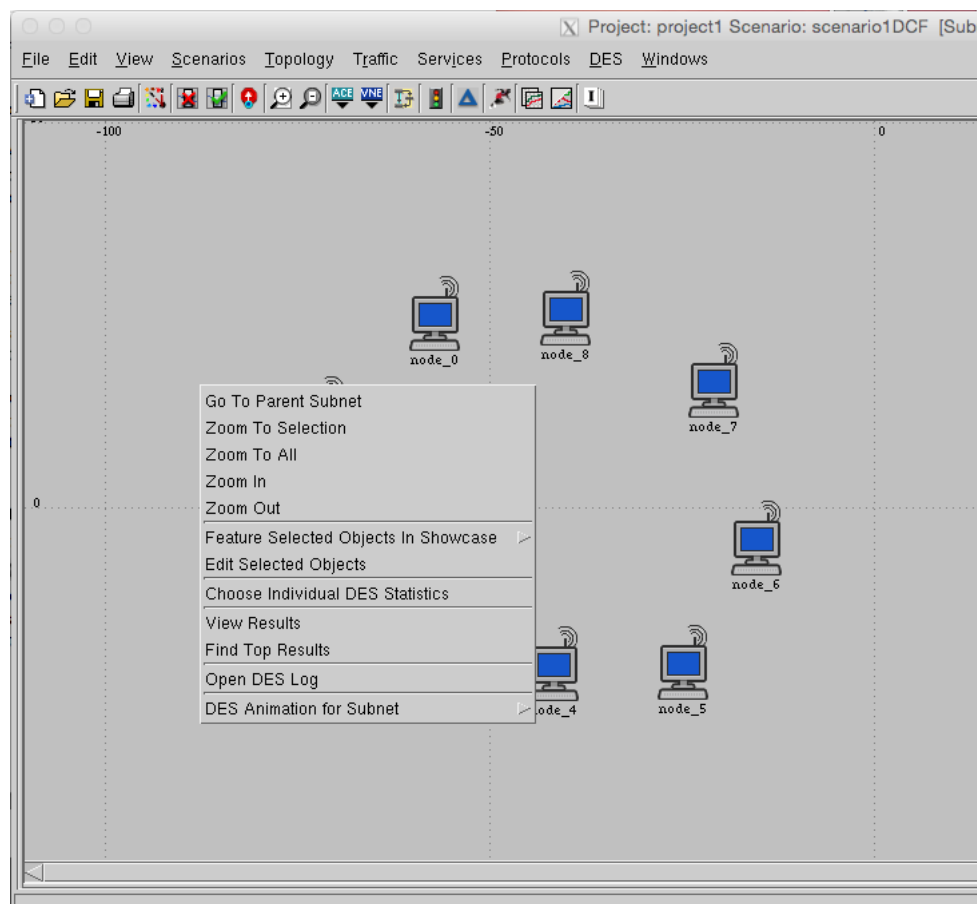 Project: project1 Scenario: scenario1DCF [Sub
File Edit View Scenarios Topology Traffic Services Protocols DES Windows
ACE VNE
-100 -50 0
node_0
node_8
node_7
Go To Parent Subnet
Zoom To Selection
Zoom To All
Zoom In
0
Zoom Out
Feature Selected Objects In Showcase
Edit Selected Objects
node_6
Choose Individual DES Statistics
View Results
Find Top Results
Open DES Log
DES Animation for Subnet
ode_4
node_5